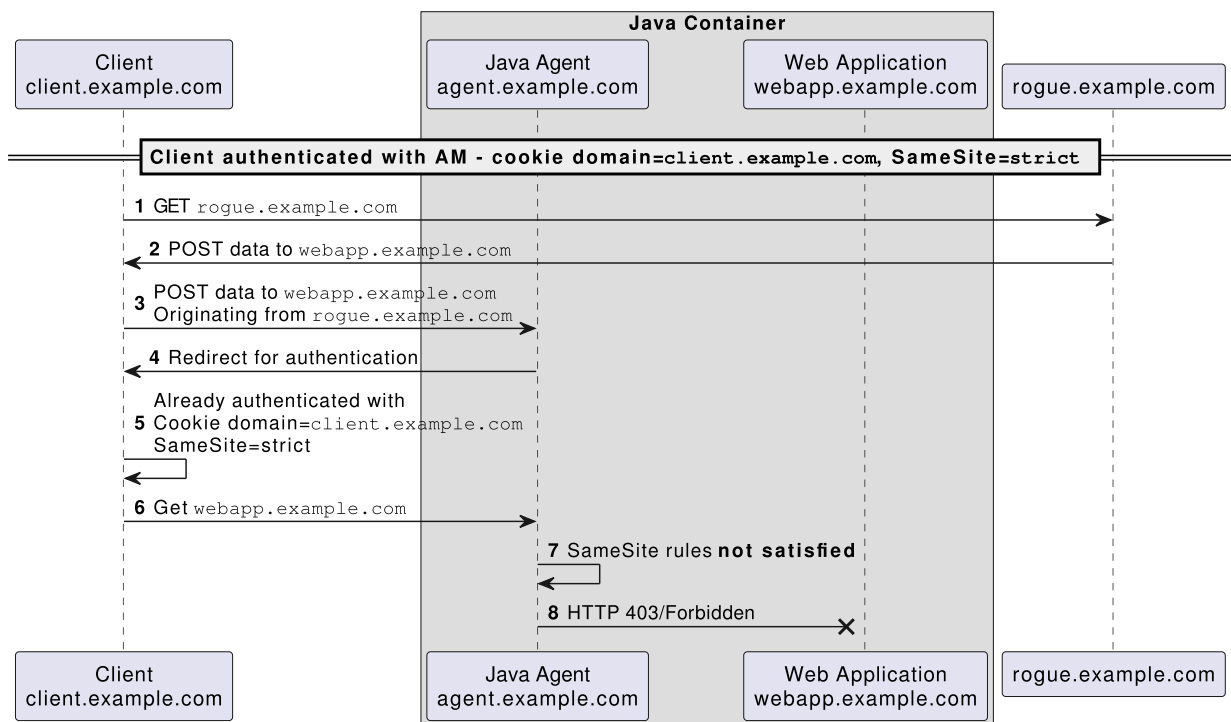 Java Container
Client
client.example.com
Java Agent
agent.example.com
Web Application
webapp.example.com
rogue.example.com
Client authenticated with AM - cookie domain=client.example.com, SameSite=strict
1 GET rogue.example.com
2 POST data to webapp.example.com
3 POST data to webapp.example.com
Originating from rogue.example.com
4 Redirect for authentication
Already authenticated with
5 Cookie domain=client.example.com
SameSite=strict
6 Get webapp.example.com
7 SameSite rules not satisfied
8 HTTP 403/Forbidden
Client
client.example.com
Java Agent
agent.example.com
Web Application
webapp.example.com
rogue.example.com